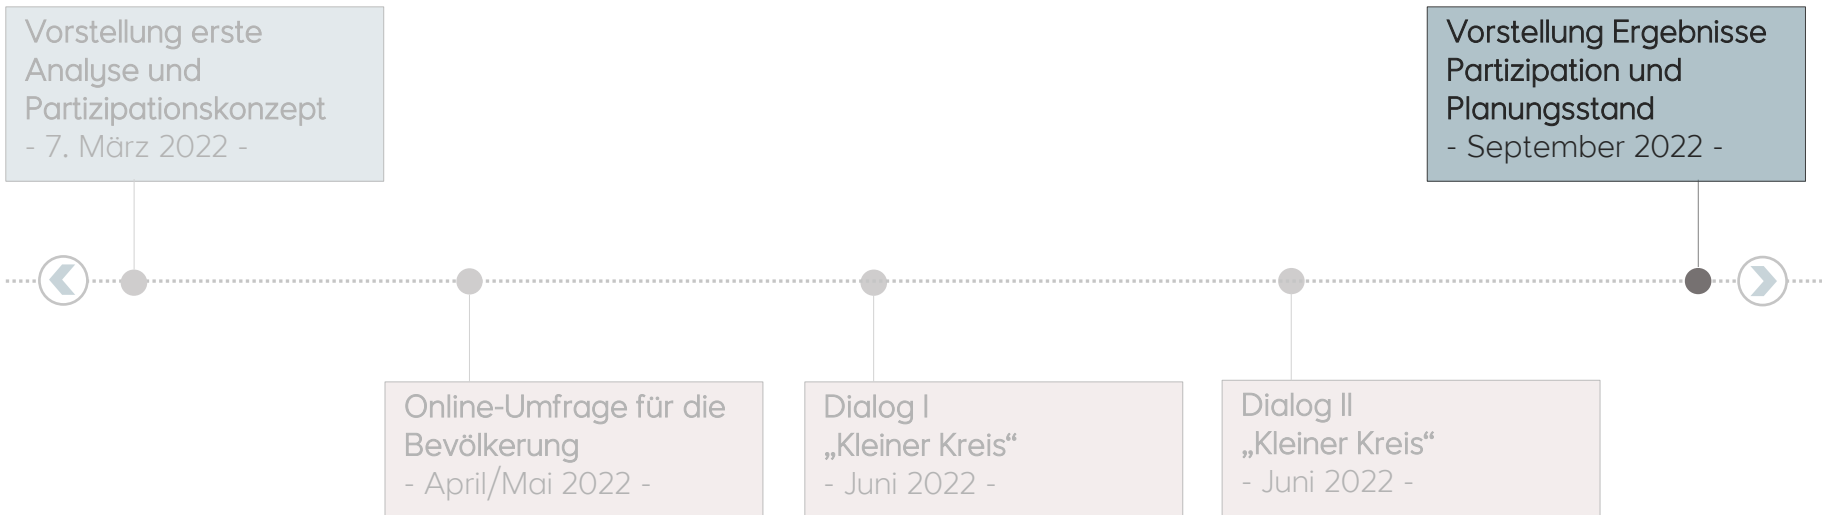 Vorstellung erste
Analyse und
Partizipationskonzept
- 7. März 2022 -
Vorstellung Ergebnisse
Partizipation und
Planungsstand
- September 2022 -
Online-Umfrage für die
Bevölkerung
- April/Mai 2022 -
Dialog I
„Kleiner Kreis“
- Juni 2022 -
Dialog II
„Kleiner Kreis“
- Juni 2022 -